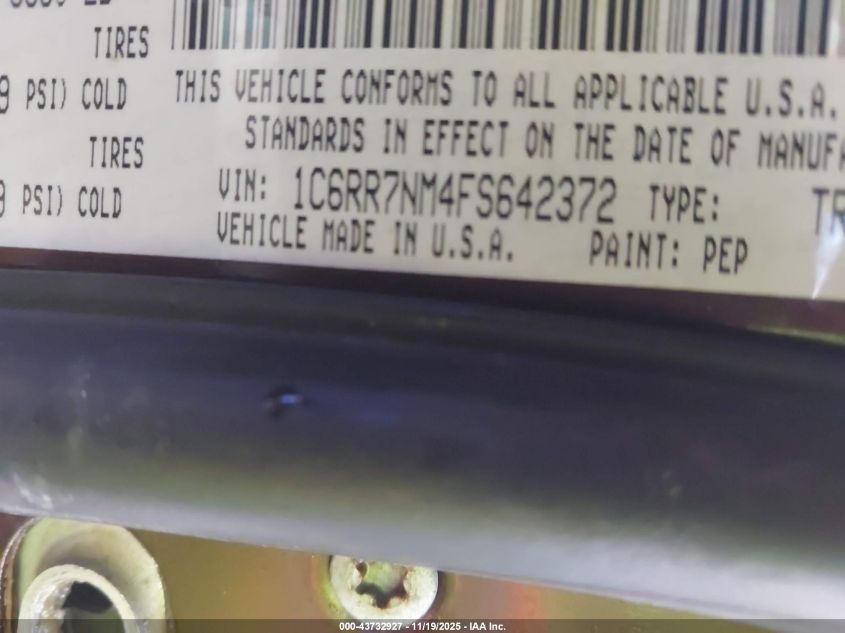 TIRES
PSI) COLD
THIS VEHICLE CONFORMS TO ALL APPLICABLE U.S.A.
STANDARDS IN EFFECT ON THE DATE OF
TIRES
PSI) COLD
VIN: 1C6RR7NM4FS642372 TYPE:
VEHICLE MADE IN U.S.A. PAINT: PEP
000-43732927 - 11/19/2025 - IAA Inc.